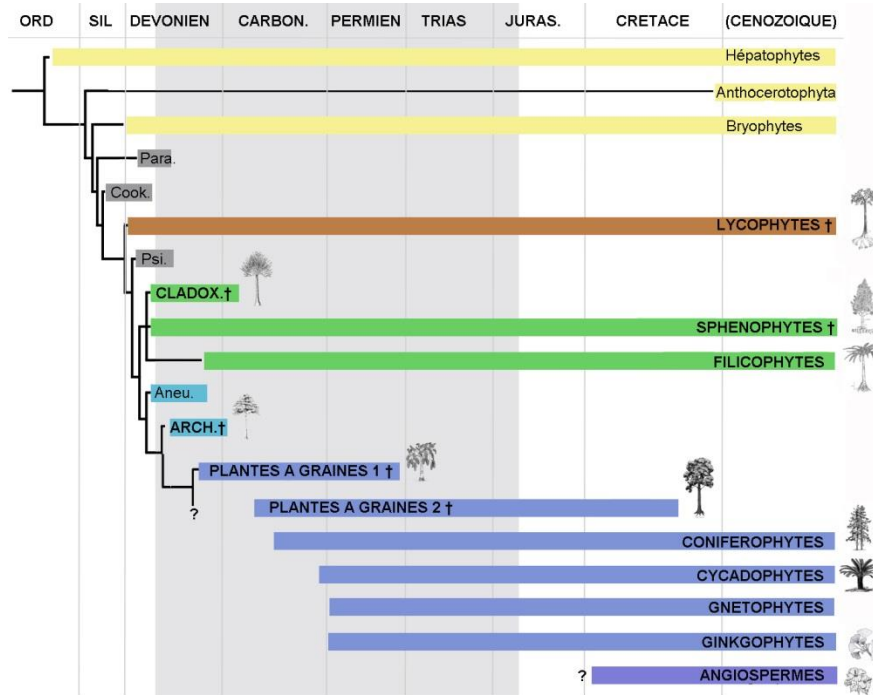 ORD SIL DEVONIEN CARBON. PERMIEN TRIAS JURAS. CRETACE (CENOZOIQUE)
Hépatophytes
Anthocerotophyta
Bryophytes
Para.
Cook.
LYCOPHYTES †
Psi.
CLADOX.†
SPHENOPHYTES †
FILICOPHYTES
Aneu.
ARCH.†
PLANTES A GRAINES 1 †
?
PLANTES A GRAINES 2 †
CONIFEROPHYTES
CYCADOPHYTES
GNETOPHYTES
GINKGOPHYTES
? ANGIOSPERMES